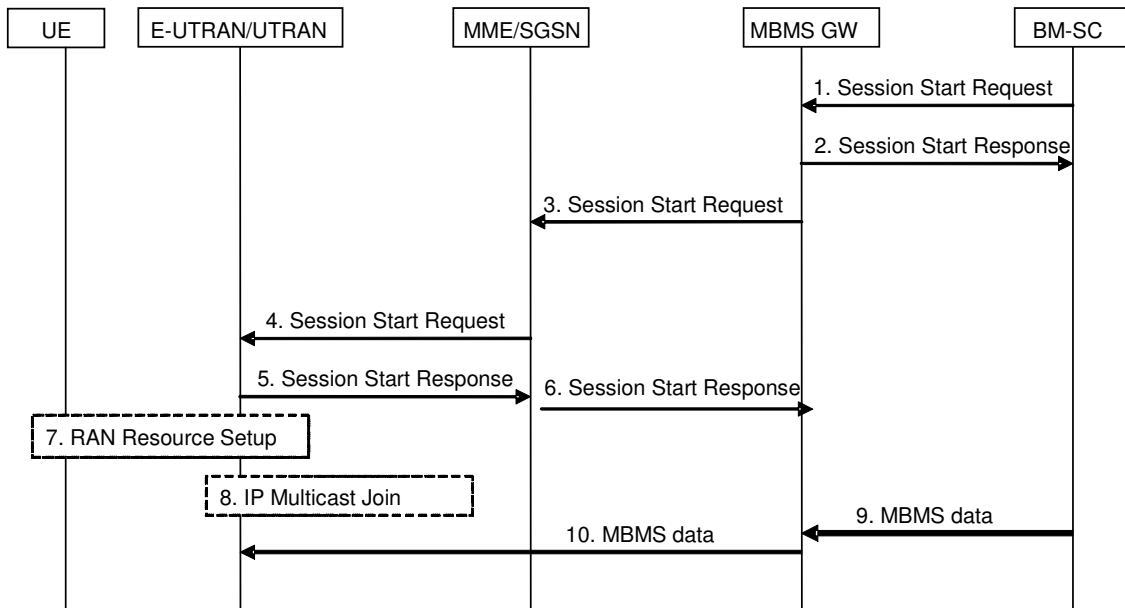 UE
E-UTRAN/UTRAN
MME/SGSN
MBMS GW
BM-SC
1. Session Start Request
2. Session Start Response
3. Session Start Request
4. Session Start Request
5. Session Start Response
6. Session Start Response
7. RAN Resource Setup
8. IP Multicast Join
9. MBMS data
10. MBMS data